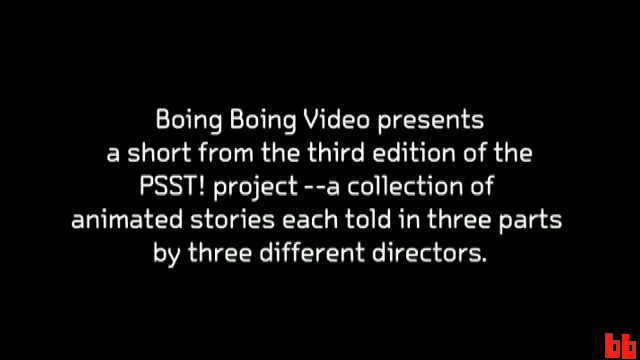 Boing Boing Video presents
a short from the third edition of the
PSST! project --a collection of
animated stories each told in three parts
by three different directors.
bb